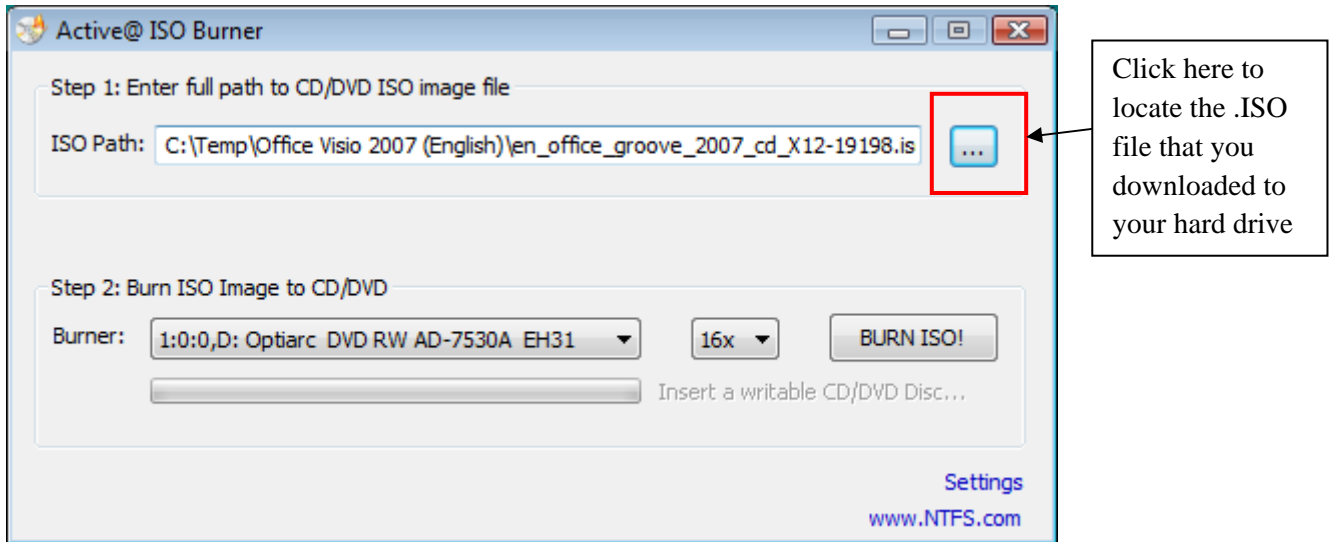 Active@ ISO Burner
Step 1: Enter full path to CD/DVD ISO image file
ISO Path: C:\Temp\Office Visio 2007 (English)\en_office_groove_2007_cd_X12-19198.is ...
Click here to
locate the .ISO
file that you
downloaded to
your hard drive
Step 2: Burn ISO Image to CD/DVD
Burner: 1:0:0,D: Optiarc DVD RW AD-7530A EH31 16x BURN ISO!
Insert a writable CD/DVD Disc...
Settings
www.NTFS.com